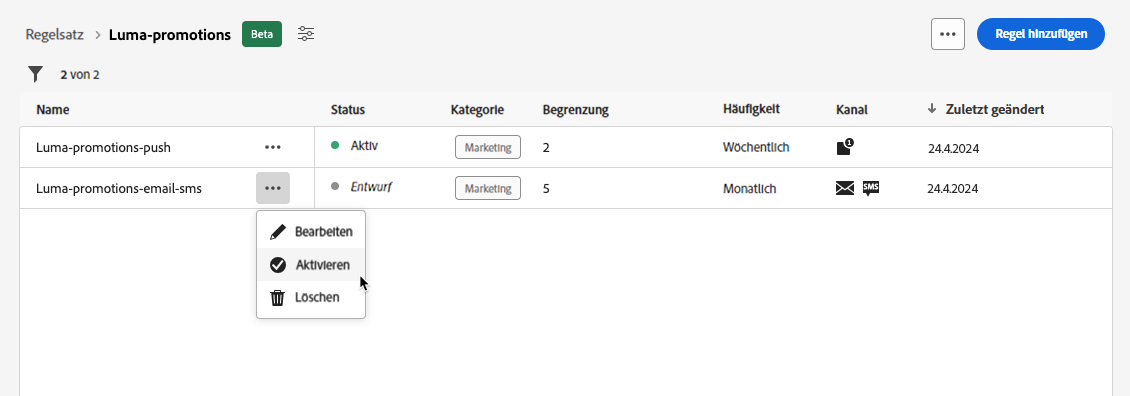 Regelsatz > Luma-promotions Beta ••• Regel hinzufügen
2 von 2
Name Status Kategorie Begrenzung Häufigkeit Kanal ↓ Zuletzt geändert
Luma-promotions-push ••• Aktiv Marketing 2 Wöchentlich 1 24.4.2024
Luma-promotions-email-sms ••• Entwurf Marketing 5 Monatlich SMS 24.4.2024
Bearbeiten
Aktivieren
Löschen